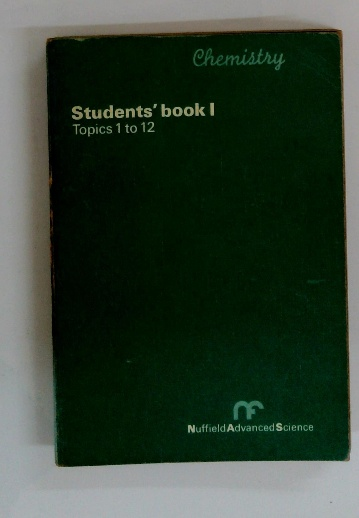 Chemistry
Students' book I
Topics 1 to 12
nf
NuffieldAdvancedScience